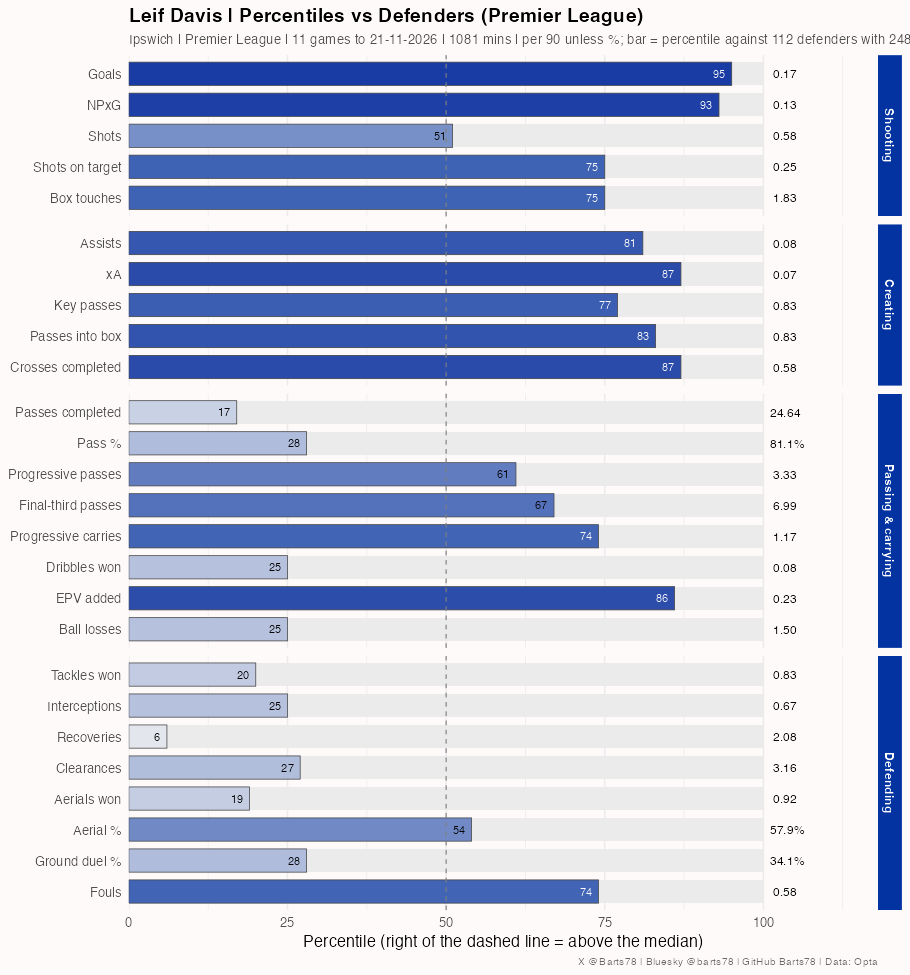 Leif Davis | Percentiles vs Defenders (Premier League)
Ipswich | Premier League | 11 games to 21-11-2026 | 1081 mins | per 90 unless %; bar = percentile against 112 defenders with 248
Goals 95 0.17
NPxG 93 0.13
Shots 51 0.58
Shots on target 75 0.25
Box touches 75 1.83
Shooting
Assists 81 0.08
xA 87 0.07
Key passes 77 0.83
Passes into box 83 0.83
Crosses completed 87 0.58
Creating
Passes completed 17 24.64
Pass % 28 81.1%
Progressive passes 61 3.33
Final-third passes 67 6.99
Progressive carries 74 1.17
Dribbles won 25 0.08
EPV added 86 0.23
Ball losses 25 1.50
Passing & carrying
Tackles won 20 0.83
Interceptions 25 0.67
Recoveries 6 2.08
Clearances 27 3.16
Aerials won 19 0.92
Aerial % 54 57.9%
Ground duel % 28 34.1%
Fouls 74 0.58
Defending
0 25 50 75 100
Percentile (right of the dashed line = above the median)
X @Barts78 | Bluesky @barts78 | GitHub Barts78 | Data: Opta